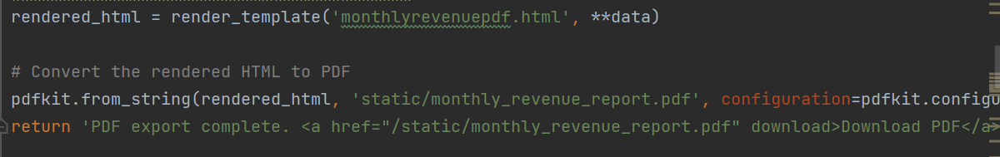 rendered_html = render_template('monthlyrevenuepdf.html', **data)
# Convert the rendered HTML to PDF
pdfkit.from_string(rendered_html, 'static/monthly_revenue_report.pdf', configuration=pdfkit.configu
return 'PDF export complete. <a href="/static/monthly_revenue_report.pdf" download>Download PDF</a>